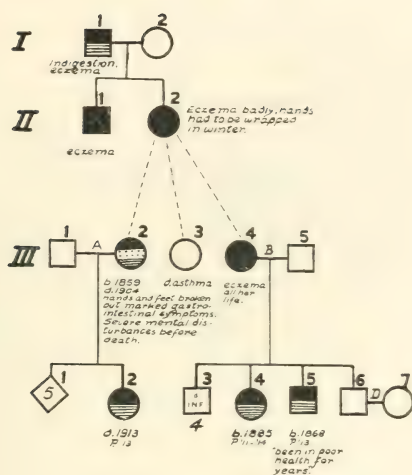 I
1
2
Indigestion,
eczema
II
1
2
eczema
Eczema badly, hands
had to be wrapped
in winter.
III
1
A
2
3
4
B
5
b.1859
d.1904
hands and feet broken
out marked gastro-
intestinal symptoms.
Severe mental dis-
turbances before
death.
d.asthma
eczema
all her
life.
5
1
2
3
4
5
6
D
7
d.1913
P'13
d
INF
4
b.1885
P'11-'14
b.1868
P'13
"been in poor
health for
years."